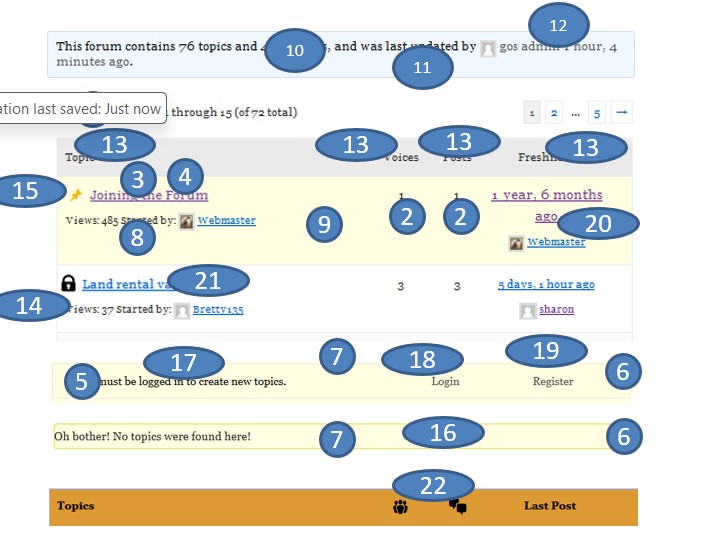 12
This forum contains 76 topics and 10 , and was last updated by gos admin 1 hour, 4
minutes ago.
11
ation last saved: Just now
through 15 (of 72 total)
1 2 ... 5 →
13 13 13 13
Topic Voices Posts Freshn
15 3 4
Joining the Forum 1 1 1 year, 6 months
ago
2 2 9 20
Views: 485 Started by: Webmaster
8
Webmaster
21
Land rental 3 3 5 days, 1 hour ago
14
Views: 37 Started by: Bretty135 sharon
17 7 18 19
5 must be logged in to create new topics. Login Register 6
Oh bother! No topics were found here! 7 16 6
22
Topics Last Post